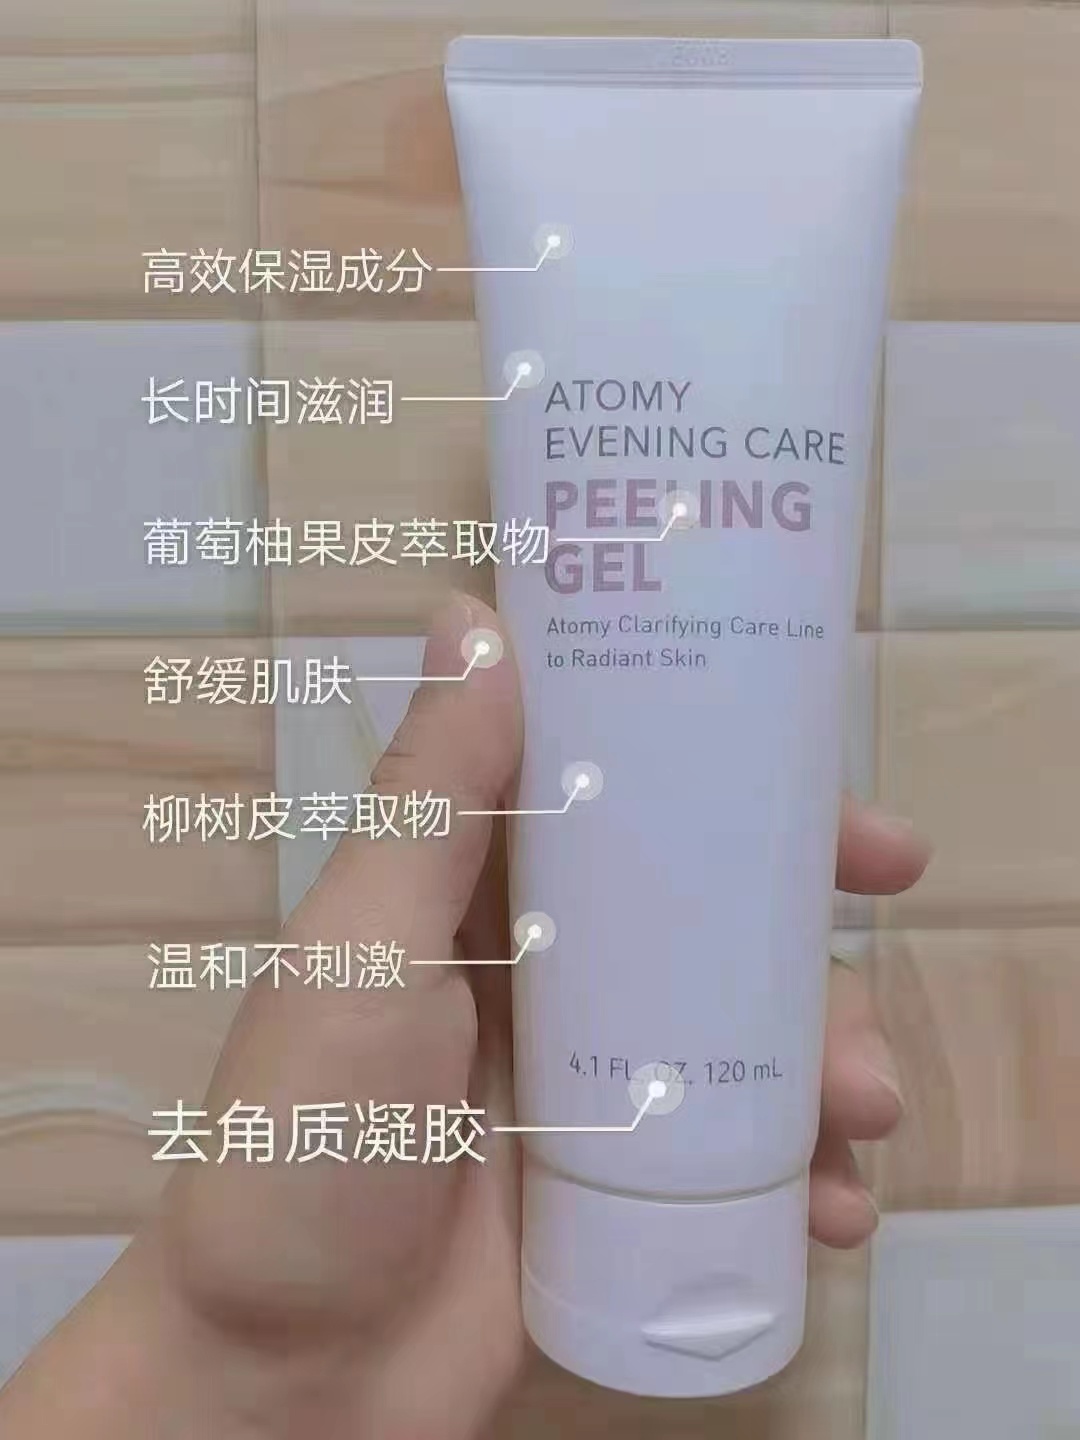 高效保湿成分
长时间滋润
ATOMY
EVENING CARE
PEELING
葡萄柚果皮萃取物
GEL
Atomy Clarifying Care Line
to Radiant Skin
舒缓肌肤
柳树皮萃取物
温和不刺激
4.1 FL. OZ. 120 mL
去角质凝胶